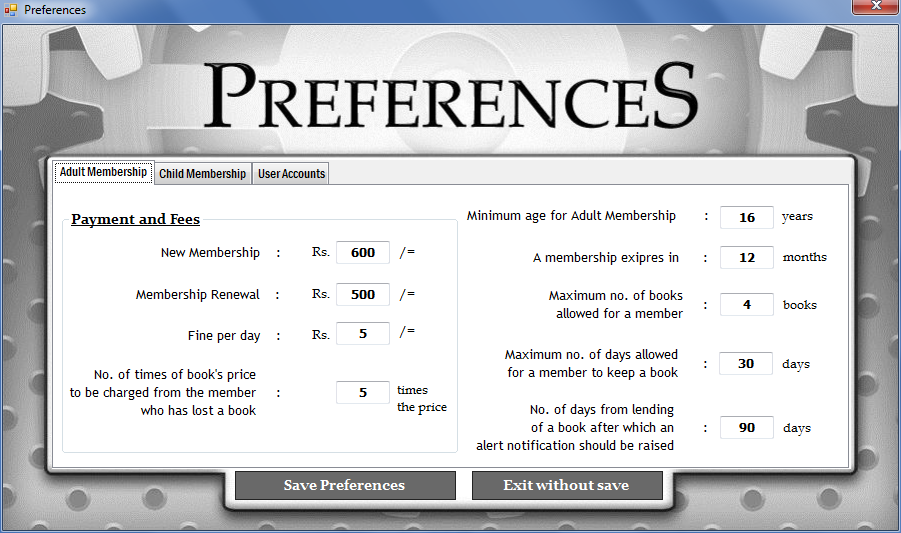 Preferences
PREFERENCES
Adult Membership Child Membership User Accounts
Payment and Fees
New Membership : Rs. 600 /=
Membership Renewal : Rs. 500 /=
Fine per day : Rs. 5 /=
No. of times of book's price
to be charged from the member : 5 times
who has lost a book the price
Minimum age for Adult Membership : 16 years
A membership exipres in : 12 months
Maximum no. of books
allowed for a member : 4 books
Maximum no. of days allowed
for a member to keep a book : 30 days
No. of days from lending
of a book after which an : 90 days
alert notification should be raised
Save Preferences Exit without save